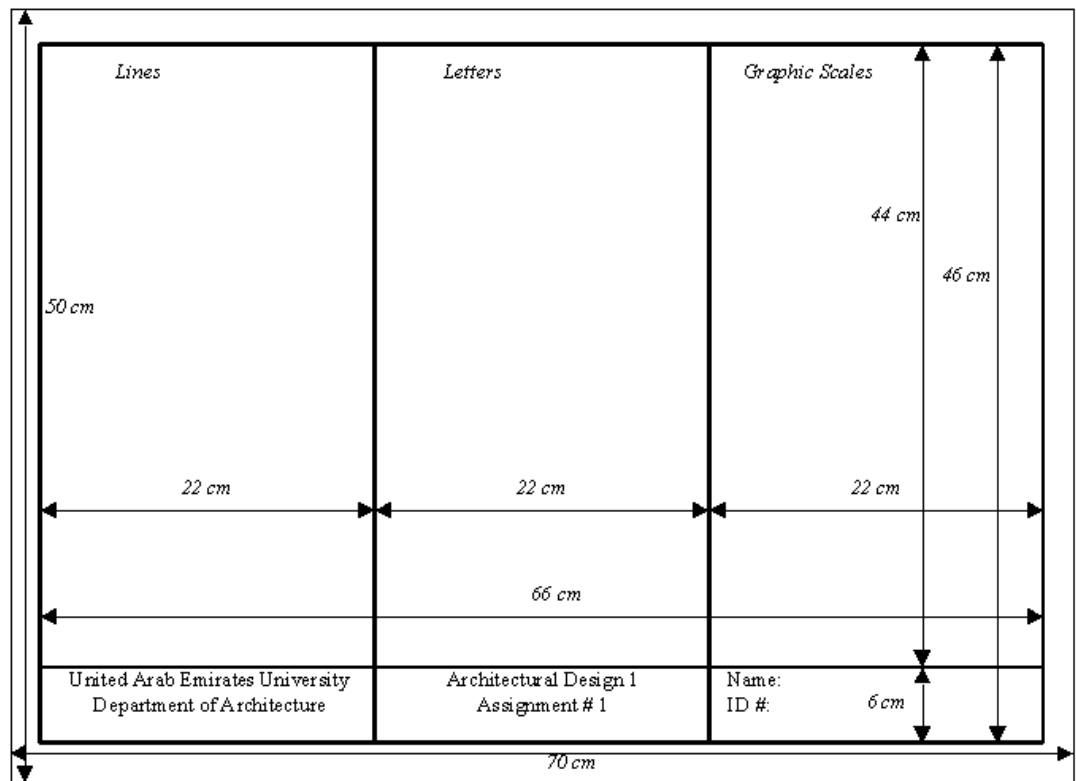 Lines
Letters
Graphic Scales
44 cm
46 cm
50 cm
22 cm
22 cm
22 cm
66 cm
United Arab Emirates University
Department of Architecture
Architectural Design 1
Assignment # 1
Name:
ID #:
6 cm
70 cm